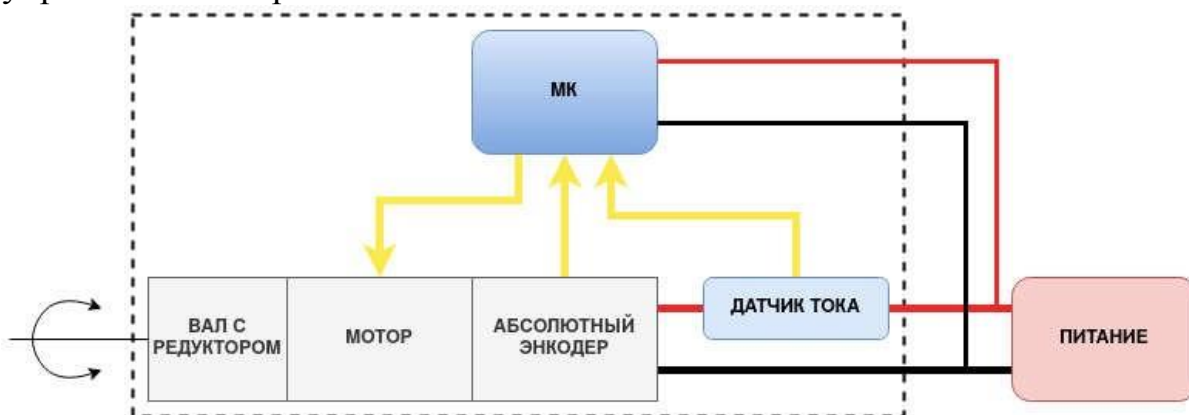 МК
ДАТЧИК ТОКА
ВАЛ С
РЕДУКТОРОМ
МОТОР
АБСОЛЮТНЫЙ
ЭНКОДЕР
ПИТАНИЕ